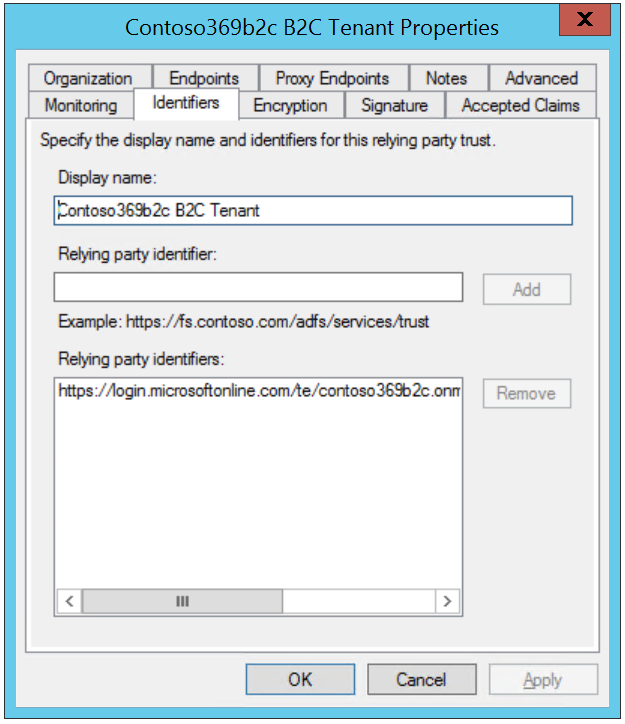 Contoso369b2c B2C Tenant Properties
X
Organization Endpoints Proxy Endpoints Notes Advanced
Monitoring Identifiers Encryption Signature Accepted Claims
Specify the display name and identifiers for this relying party trust.
Display name:
Contoso369b2c B2C Tenant
Relying party identifier:
Add
Example: https://fs.contoso.com/adfs/services/trust
Relying party identifiers:
https://login.microsoftonline.com/te/contoso369b2c.onm
Remove
OK Cancel Apply